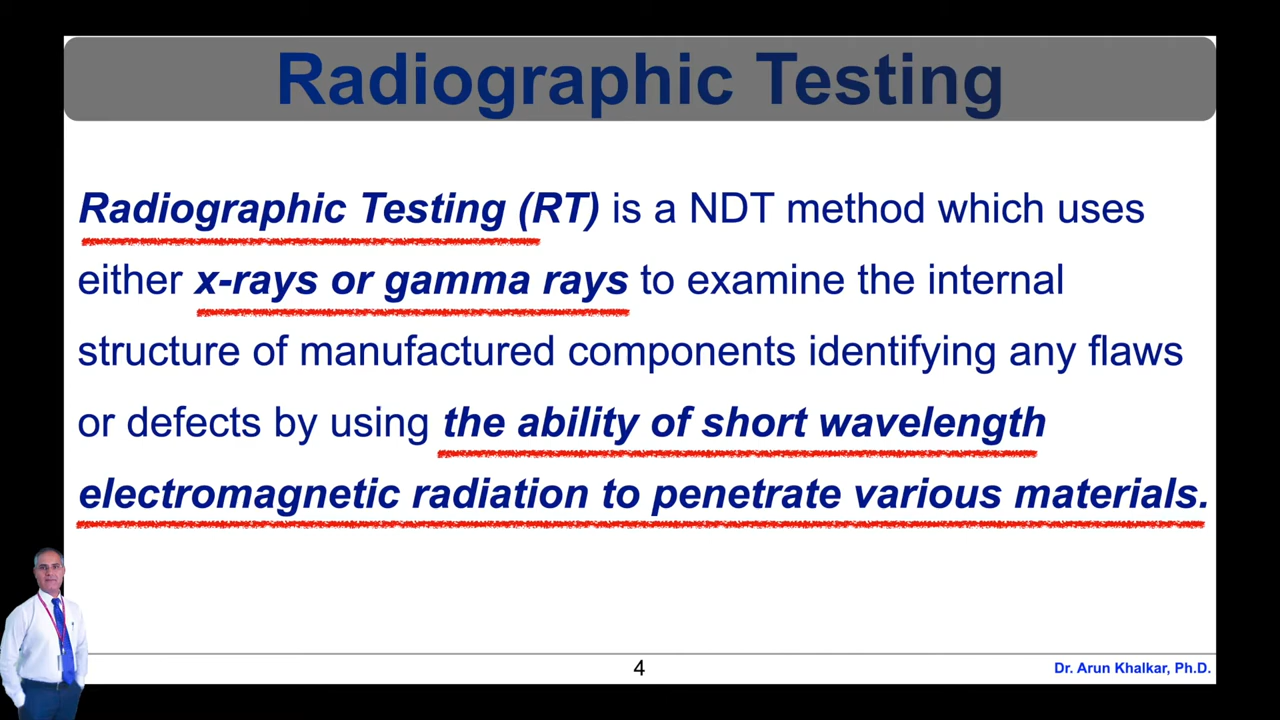 Radiographic Testing
Radiographic Testing (RT) is a NDT method which uses
either x-rays or gamma rays to examine the internal
structure of manufactured components identifying any flaws
or defects by using the ability of short wavelength
electromagnetic radiation to penetrate various materials.
4
Dr. Arun Khalkar, Ph.D.